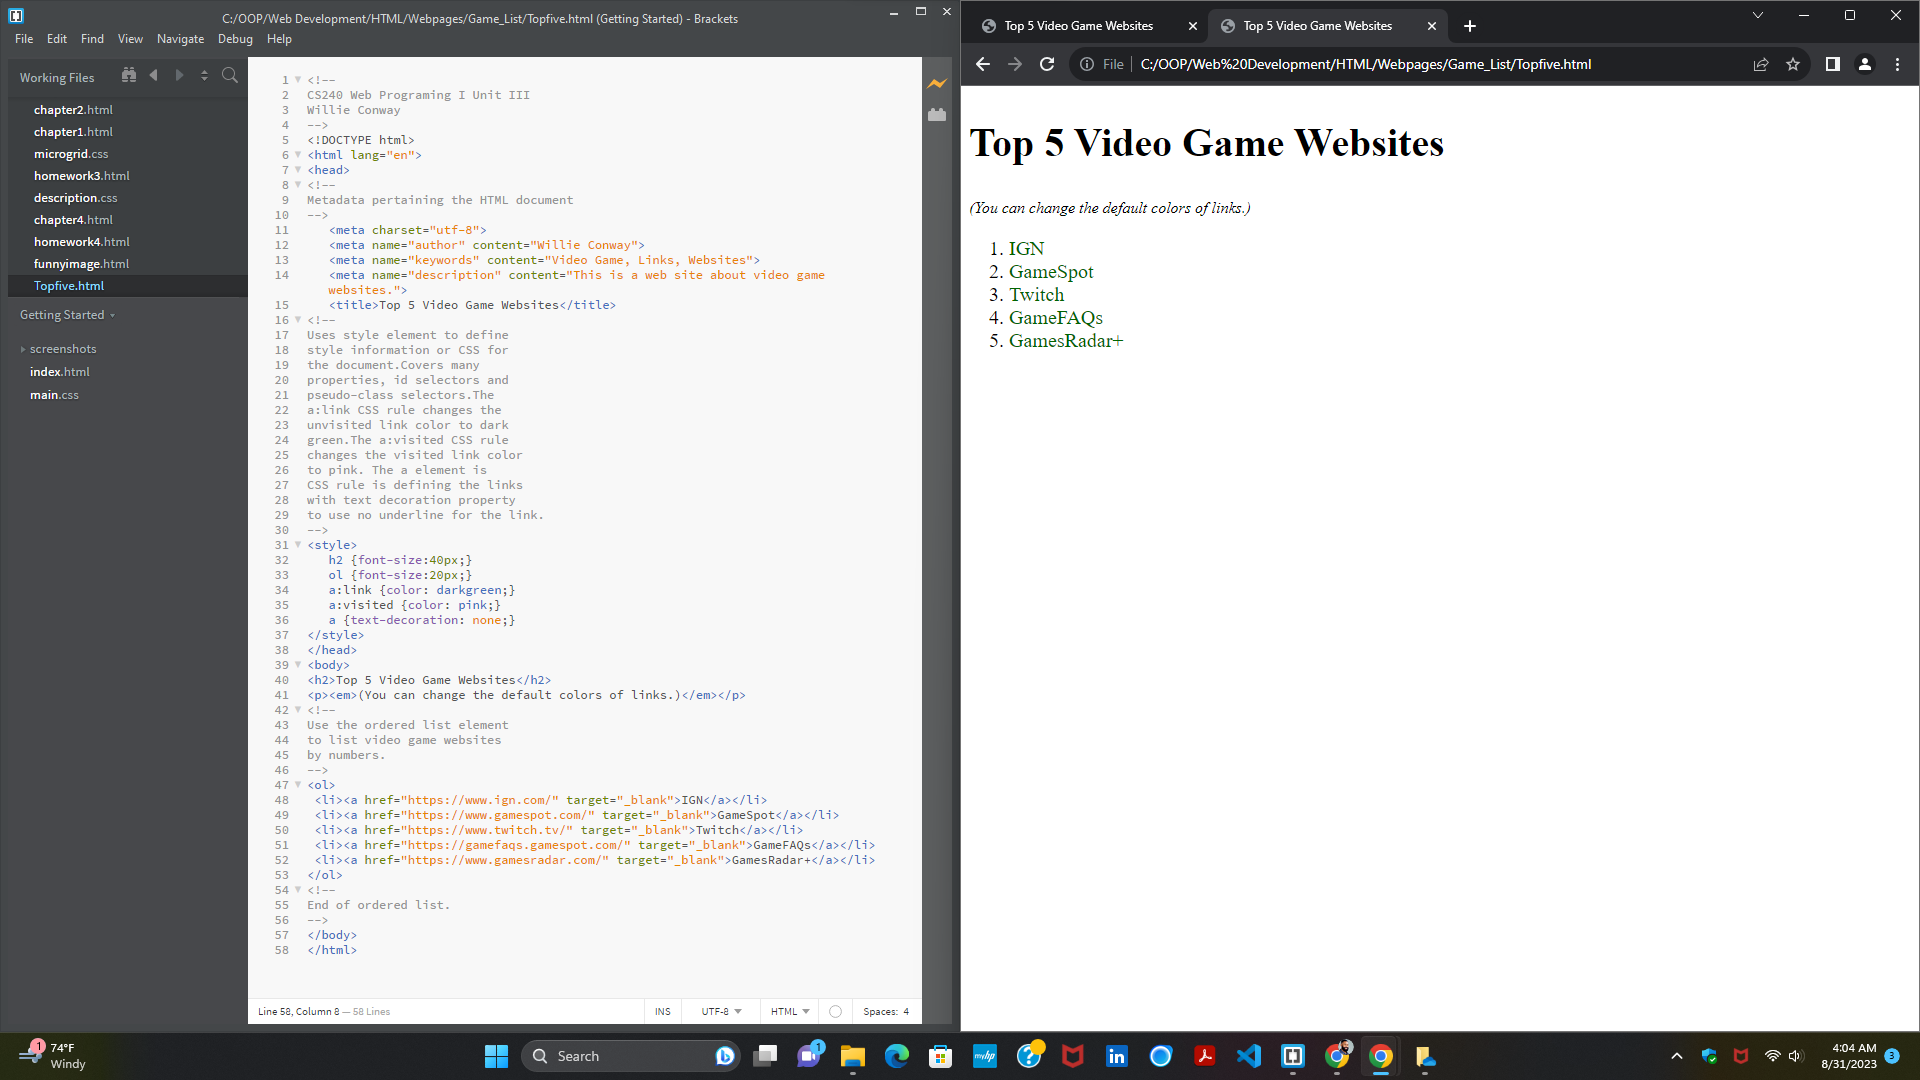 C:/OOP/Web Development/HTML/Webpages/Game_List/Topfive.html (Getting Started) - Brackets
File Edit Find View Navigate Debug Help
Working Files
chapter2.html
chapter1.html
microgrid.css
homework3.html
description.css
chapter4.html
homework4.html
funnyimage.html
Topfive.html
Getting Started
screenshots
index.html
main.css
1 <!--
2 CS240 Web Programing I Unit III
3 Willie Conway
4 -->
5 <!DOCTYPE html>
6 <html lang="en">
7 <head>
8 <!--
9 Metadata pertaining the HTML document
10 -->
11 <meta charset="utf-8">
12 <meta name="author" content="Willie Conway">
13 <meta name="keywords" content="Video Game, Links, Websites">
14 <meta name="description" content="This is a web site about video game
websites.">
15 <title>Top 5 Video Game Websites</title>
16 <!--
17 Uses style element to define
18 style information or CSS for
19 the document.Covers many
20 properties, id selectors and
21 pseudo-class selectors.The
22 a:link CSS rule changes the
23 unvisited link color to dark
24 green.The a:visited CSS rule
25 changes the visited link color
26 to pink. The a element is
27 CSS rule is defining the links
28 with text decoration property
29 to use no underline for the link.
30 -->
31 <style>
32 h2 {font-size:40px;}
33 ol {font-size:20px;}
34 a:link {color: darkgreen;}
35 a:visited {color: pink;}
36 a {text-decoration: none;}
37 </style>
38 </head>
39 <body>
40 <h2>Top 5 Video Game Websites</h2>
41 <p><em>(You can change the default colors of links.)</em></p>
42 <!--
43 Use the ordered list element
44 to list video game websites
45 by numbers.
46 -->
47 <ol>
48 <li><a href="https://www.ign.com/" target="_blank">IGN</a></li>
49 <li><a href="https://www.gamespot.com/" target="_blank">GameSpot</a></li>
50 <li><a href="https://www.twitch.tv/" target="_blank">Twitch</a></li>
51 <li><a href="https://gamefaqs.gamespot.com/" target="_blank">GameFAQs</a></li>
52 <li><a href="https://www.gamesradar.com/" target="_blank">GamesRadar+</a></li>
53 </ol>
54 <!--
55 End of ordered list.
56 -->
57 </body>
58 </html>
Line 58, Column 8 — 58 Lines
INS UTF-8 HTML Spaces: 4
Top 5 Video Game Websites
Top 5 Video Game Websites
File C:/OOP/Web%20Development/HTML/Webpages/Game_List/Topfive.html
Top 5 Video Game Websites
(You can change the default colors of links.)
1. IGN
2. GameSpot
3. Twitch
4. GameFAQs
5. GamesRadar+
1
74°F
Windy
Search
1
myhp
in
4:04 AM
8/31/2023
3